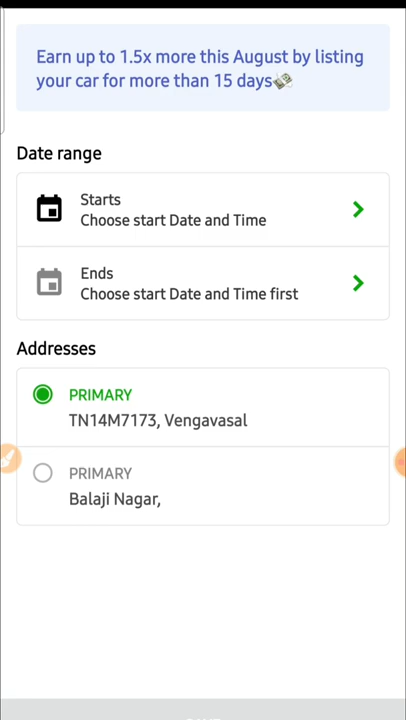 Earn up to 1.5x more this August by listing
your car for more than 15 days💸
Date range
Starts
Choose start Date and Time
Ends
Choose start Date and Time first
Addresses
PRIMARY
TN14M7173, Vengavasal
PRIMARY
Balaji Nagar,